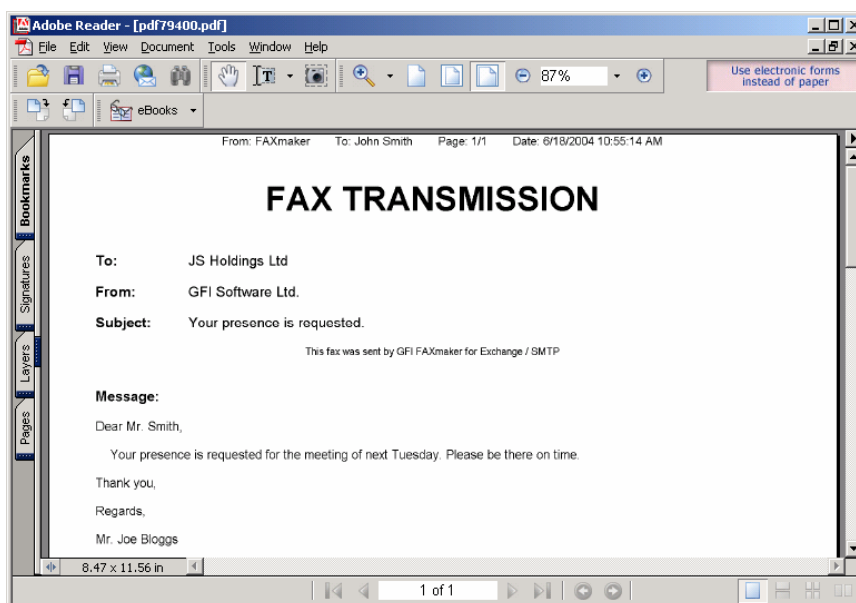 Adobe Reader - [pdf79400.pdf]
File Edit View Document Tools Window Help
87%
Use electronic forms
instead of paper
eBooks
From: FAXmaker To: John Smith Page: 1/1 Date: 6/18/2004 10:55:14 AM
FAX TRANSMISSION
To: JS Holdings Ltd
From: GFI Software Ltd.
Subject: Your presence is requested.
This fax was sent by GFI FAXmaker for Exchange / SMTP
Message:
Dear Mr. Smith,
Your presence is requested for the meeting of next Tuesday. Please be there on time.
Thank you,
Regards,
Mr. Joe Bloggs
Bookmarks
Signatures
Layers
Pages
8.47 x 11.56 in
1 of 1